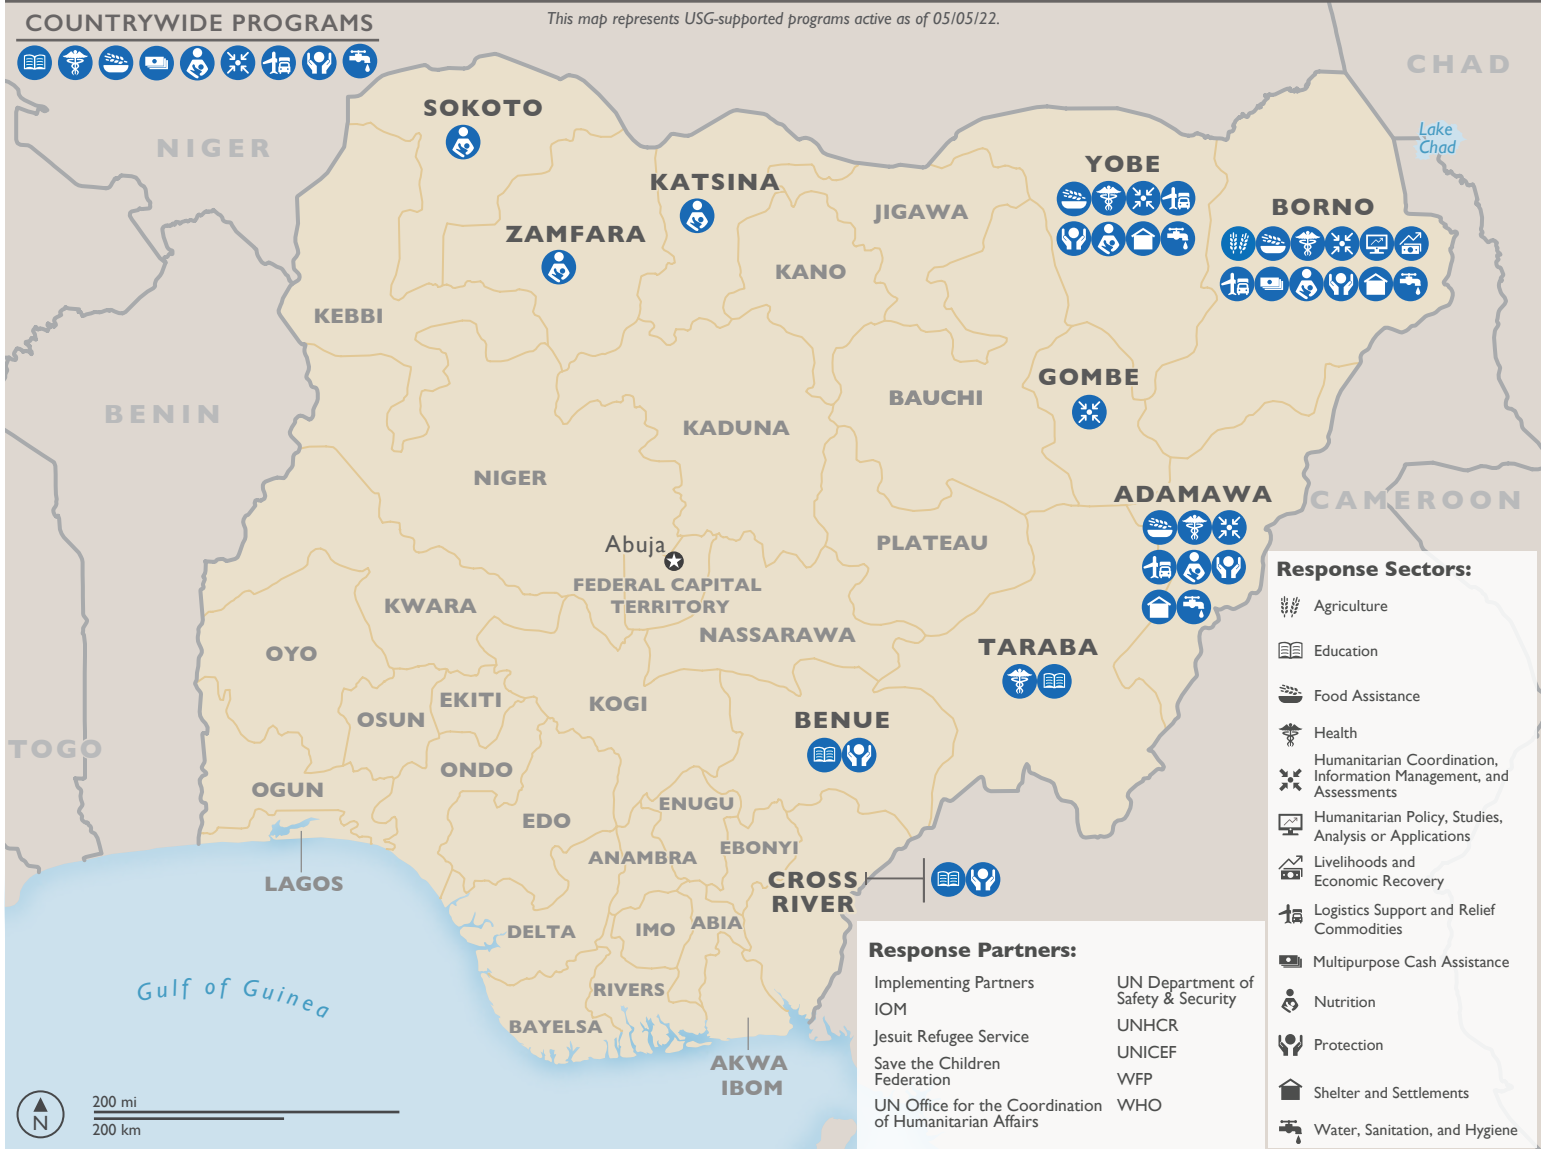 COUNTRYWIDE PROGRAMS
This map represents USG-supported programs active as of 05/05/22.
CHAD
Lake
Chad
NIGER
SOKOTO
KATSINA
ZAMFARA
YOBE
BORNO
JIGAWA
KANO
KEBBI
GOMBE
BAUCHI
BENIN
KADUNA
NIGER
ADAMAWA
CAMEROON
Abuja
PLATEAU
FEDERAL CAPITAL
TERRITORY
KWARA
NASSARAWA
OYO
TARABA
EKITI
KOGI
OSUN
BENUE
TOGO
ONDO
OGUN
ENUGU
EDO
EBONYI
ANAMBRA
CROSS
RIVER
LAGOS
DELTA
IMO
ABIA
RIVERS
BAYELSA
AKWA
IBOM
Gulf of Guinea
N
200 mi
200 km
Response Partners:
Implementing Partners
IOM
Jesuit Refugee Service
Save the Children
Federation
UN Office for the Coordination
of Humanitarian Affairs
UN Department of
Safety & Security
UNHCR
UNICEF
WFP
WHO
Response Sectors:
Agriculture
Education
Food Assistance
Health
Humanitarian Coordination,
Information Management, and
Assessments
Humanitarian Policy, Studies,
Analysis or Applications
Livelihoods and
Economic Recovery
Logistics Support and Relief
Commodities
Multipurpose Cash Assistance
Nutrition
Protection
Shelter and Settlements
Water, Sanitation, and Hygiene